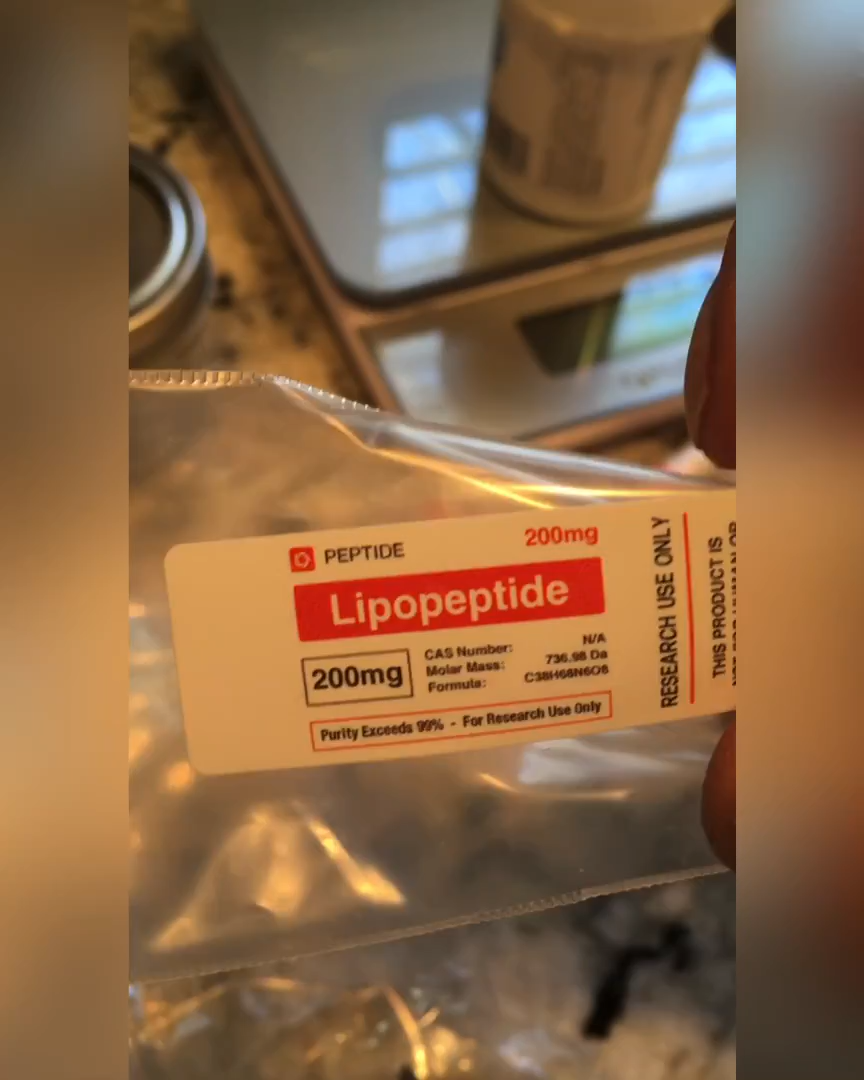 PEPTIDE
200mg
Lipopeptide
200mg
CAS Number: N/A
Molar Mass: 736.98 Da
Formula: C38H68N6O8
Purity Exceeds 99% - For Research Use Only
RESEARCH USE ONLY
THIS PRODUCT IS